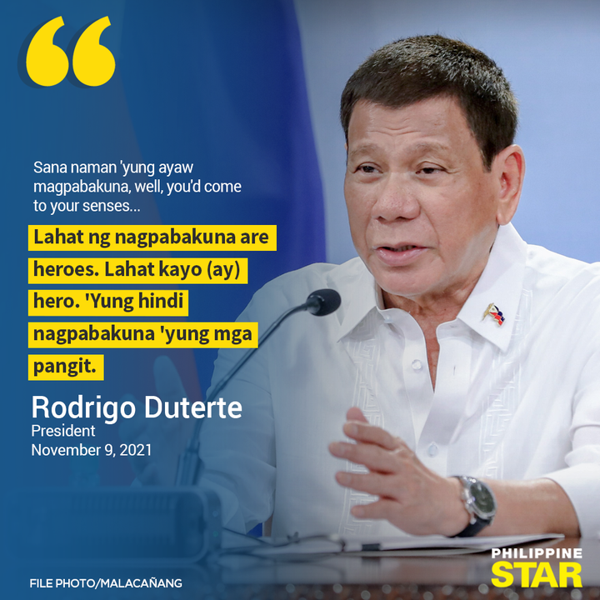 Sana naman 'yung ayaw
magpabakuna, well, you'd come
to your senses...
Lahat ng nagpabakuna are
heroes. Lahat kayo (ay)
hero. 'Yung hindi
nagpabakuna 'yung mga
pangit.
Rodrigo Duterte
President
November 9, 2021
FILE PHOTO/MALACAÑANG
PHILIPPINE
STAR